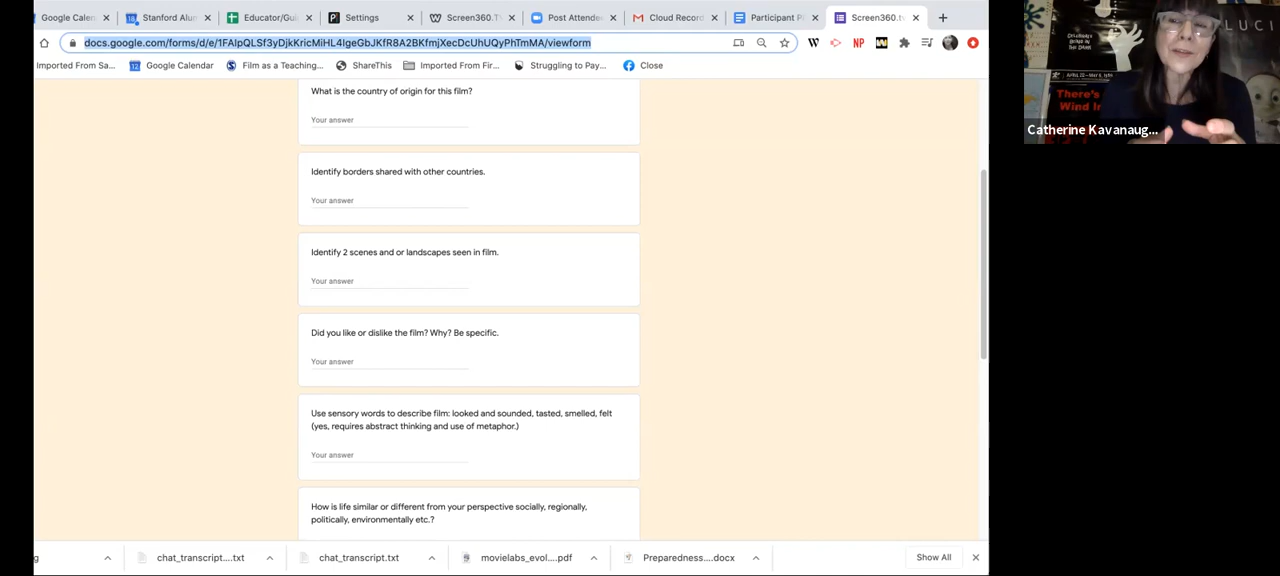 Google Calen
Stanford Alu
Educator/Gui
Settings
Screen360.T
Post Attende
Cloud Record
Participant P
Screen360.t
docs.google.com/forms/d/e/1FAIpQLSf3yDjkKricMiHL4IgeGbJKfR8A2BKfmjXecDcUhUQyPhTmMA/viewform
Imported From Sa...
Google Calendar
Film as a Teaching...
ShareThis
Imported From Fir...
Struggling to Pay...
Close
What is the country of origin for this film?
Your answer
Identify borders shared with other countries.
Your answer
Identify 2 scenes and or landscapes seen in film.
Your answer
Did you like or dislike the film? Why? Be specific.
Your answer
Use sensory words to describe film: looked and sounded, tasted, smelled, felt
(yes, requires abstract thinking and use of metaphor.)
Your answer
How is life similar or different from your perspective socially, regionally,
politically, environmentally etc.?
g
chat_transcript....txt
chat_transcript.txt
movielabs_evol....pdf
Preparedness....docx
Show All
LUCI
There's
Wind In
Catherine Kavanaug...